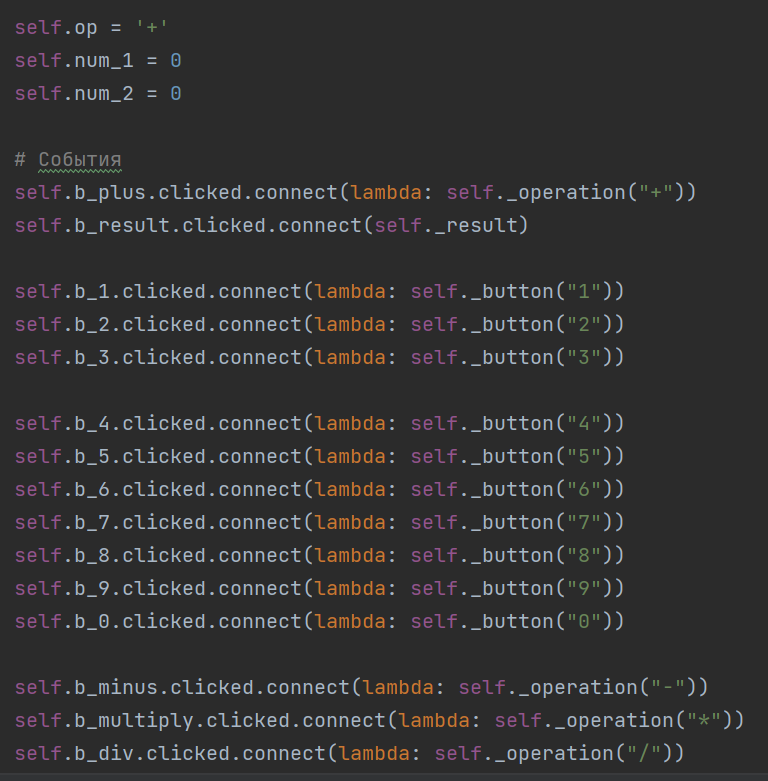 self.op = '+'
self.num_1 = 0
self.num_2 = 0
# События
self.b_plus.clicked.connect(lambda: self._operation("+"))
self.b_result.clicked.connect(self._result)
self.b_1.clicked.connect(lambda: self._button("1"))
self.b_2.clicked.connect(lambda: self._button("2"))
self.b_3.clicked.connect(lambda: self._button("3"))
self.b_4.clicked.connect(lambda: self._button("4"))
self.b_5.clicked.connect(lambda: self._button("5"))
self.b_6.clicked.connect(lambda: self._button("6"))
self.b_7.clicked.connect(lambda: self._button("7"))
self.b_8.clicked.connect(lambda: self._button("8"))
self.b_9.clicked.connect(lambda: self._button("9"))
self.b_0.clicked.connect(lambda: self._button("0"))
self.b_minus.clicked.connect(lambda: self._operation("-"))
self.b_multiply.clicked.connect(lambda: self._operation("*"))
self.b_div.clicked.connect(lambda: self._operation("/"))